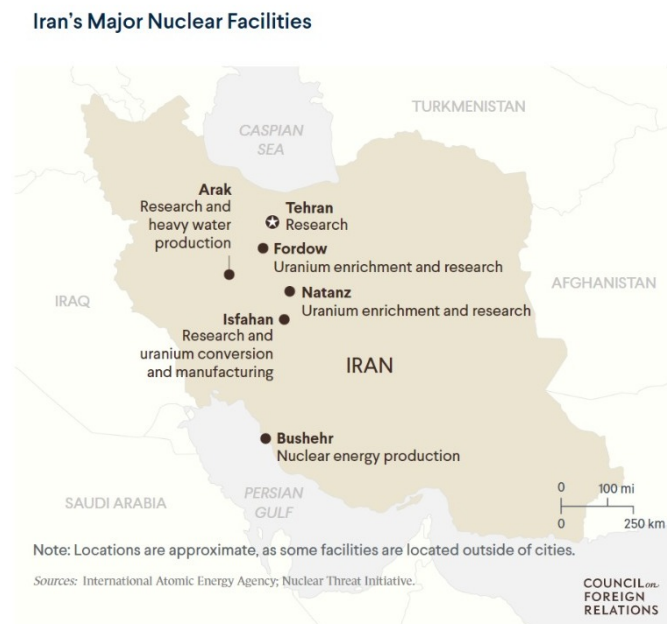 Iran's Major Nuclear Facilities
TURKMENISTAN
CASPIAN
SEA
Arak
Research and
heavy water
production
Tehran
Research
Fordow
Uranium enrichment and research
AFGHANISTAN
IRAQ
Natanz
Uranium enrichment and research
Isfahan
Research and
uranium conversion
and manufacturing
IRAN
Bushehr
Nuclear energy production
PERSIAN
GULF
SAUDI ARABIA
0 100 mi
0 250 km
Note: Locations are approximate, as some facilities are located outside of cities.
Sources: International Atomic Energy Agency; Nuclear Threat Initiative.
COUNCIL on
FOREIGN
RELATIONS